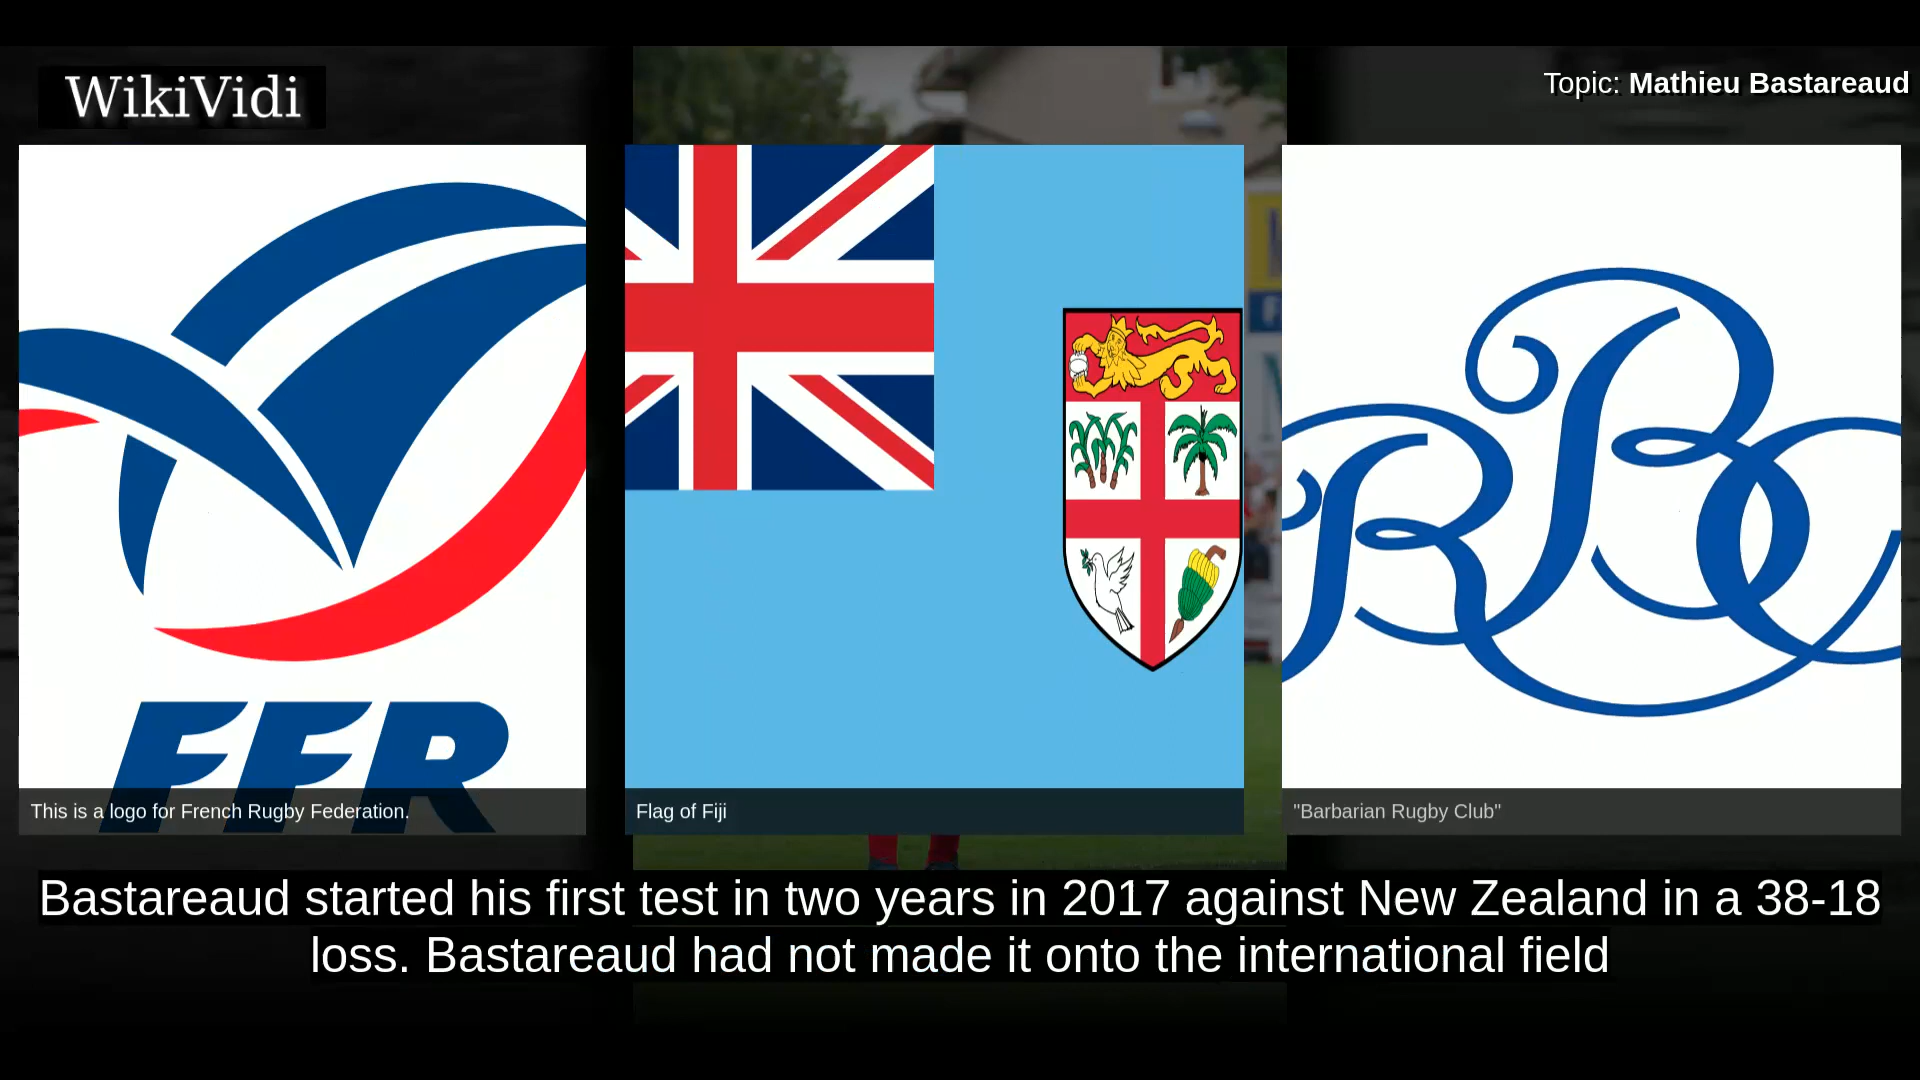 WikiVidi
Topic: Mathieu Bastareaud
FFR
This is a logo for French Rugby Federation.
Flag of Fiji
"Barbarian Rugby Club"
Bastareaud started his first test in two years in 2017 against New Zealand in a 38-18
loss. Bastareaud had not made it onto the international field